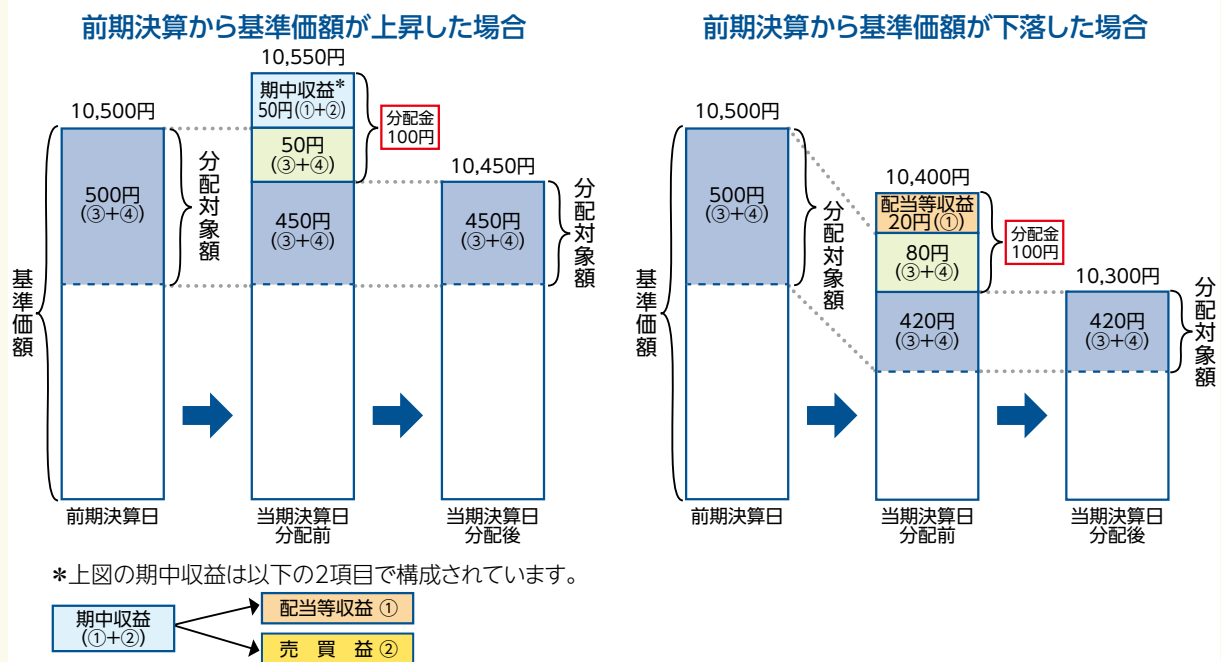 前期決算から基準価額が上昇した場合
10,500円
10,550円
期中収益*
50円(①+②)
分配金
100円
50円
(③+④)
500円
(③+④)
分配対象額
450円
(③+④)
10,450円
450円
(③+④)
分配対象額
基準価額
前期決算日
当期決算日
分配前
当期決算日
分配後
前期決算から基準価額が下落した場合
10,500円
500円
(③+④)
分配対象額
10,400円
配当等収益
20円(①)
分配金
100円
80円
(③+④)
420円
(③+④)
10,300円
420円
(③+④)
分配対象額
基準価額
前期決算日
当期決算日
分配前
当期決算日
分配後
*上図の期中収益は以下の2項目で構成されています。
期中収益
(①+②)
配当等収益 ①
売 買 益 ②